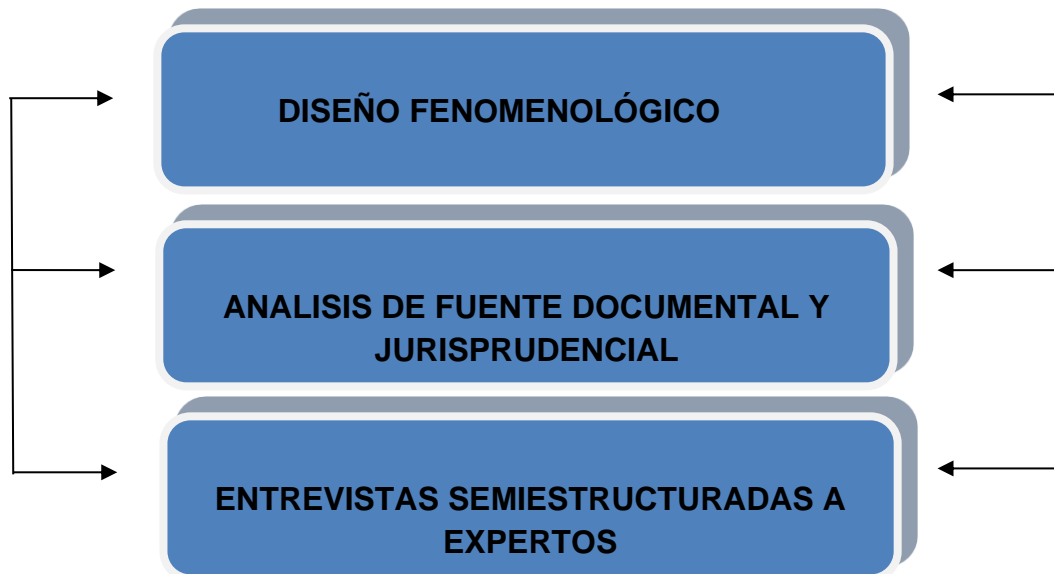 DISEÑO FENOMENOLÓGICO
ANALISIS DE FUENTE DOCUMENTAL Y
JURISPRUDENCIAL
ENTREVISTAS SEMIESTRUCTURADAS A
EXPERTOS